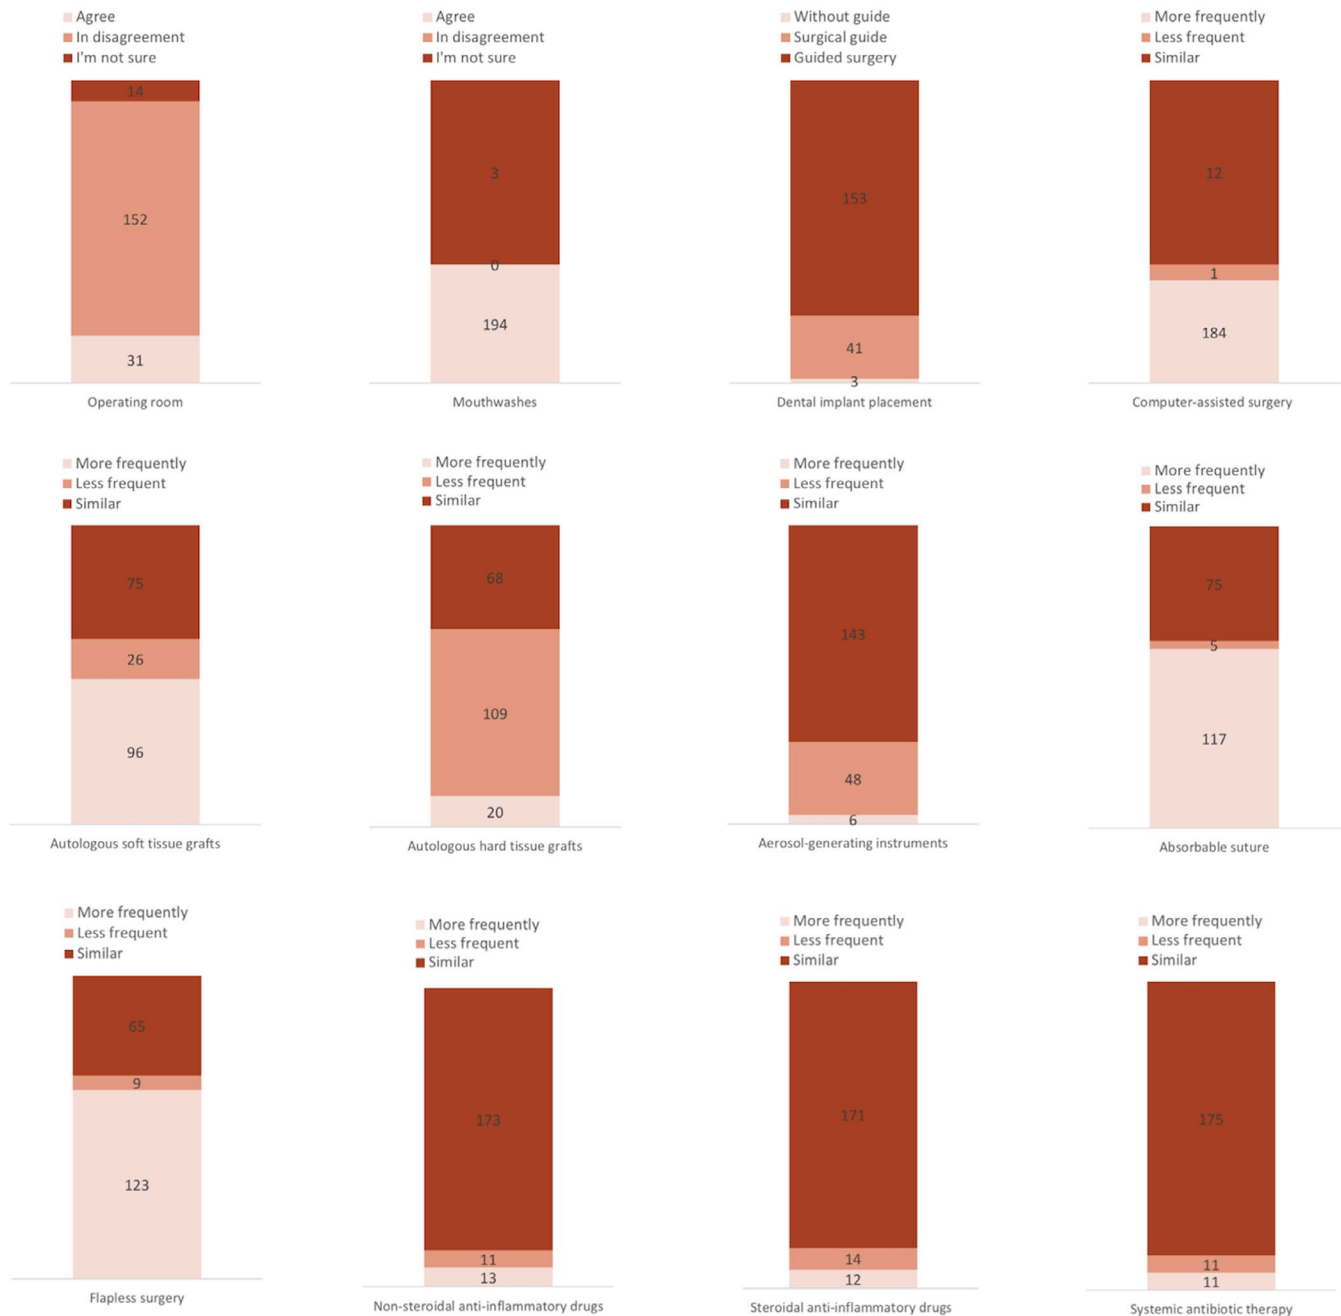 Agree
In disagreement
I'm not sure
14
152
31
Operating room
Agree
In disagreement
I'm not sure
3
0
194
Mouthwashes
Without guide
Surgical guide
Guided surgery
153
41
3
Dental implant placement
More frequently
Less frequent
Similar
12
1
184
Computer-assisted surgery
More frequently
Less frequent
Similar
75
26
96
Autologous soft tissue grafts
More frequently
Less frequent
Similar
68
109
20
Autologous hard tissue grafts
More frequently
Less frequent
Similar
143
48
6
Aerosol-generating instruments
More frequently
Less frequent
Similar
75
5
117
Absorbable suture
More frequently
Less frequent
Similar
65
9
123
Flapless surgery
More frequently
Less frequent
Similar
173
11
13
Non-steroidal anti-inflammatory drugs
More frequently
Less frequent
Similar
171
14
12
Steroidal anti-inflammatory drugs
More frequently
Less frequent
Similar
175
11
11
Systemic antibiotic therapy